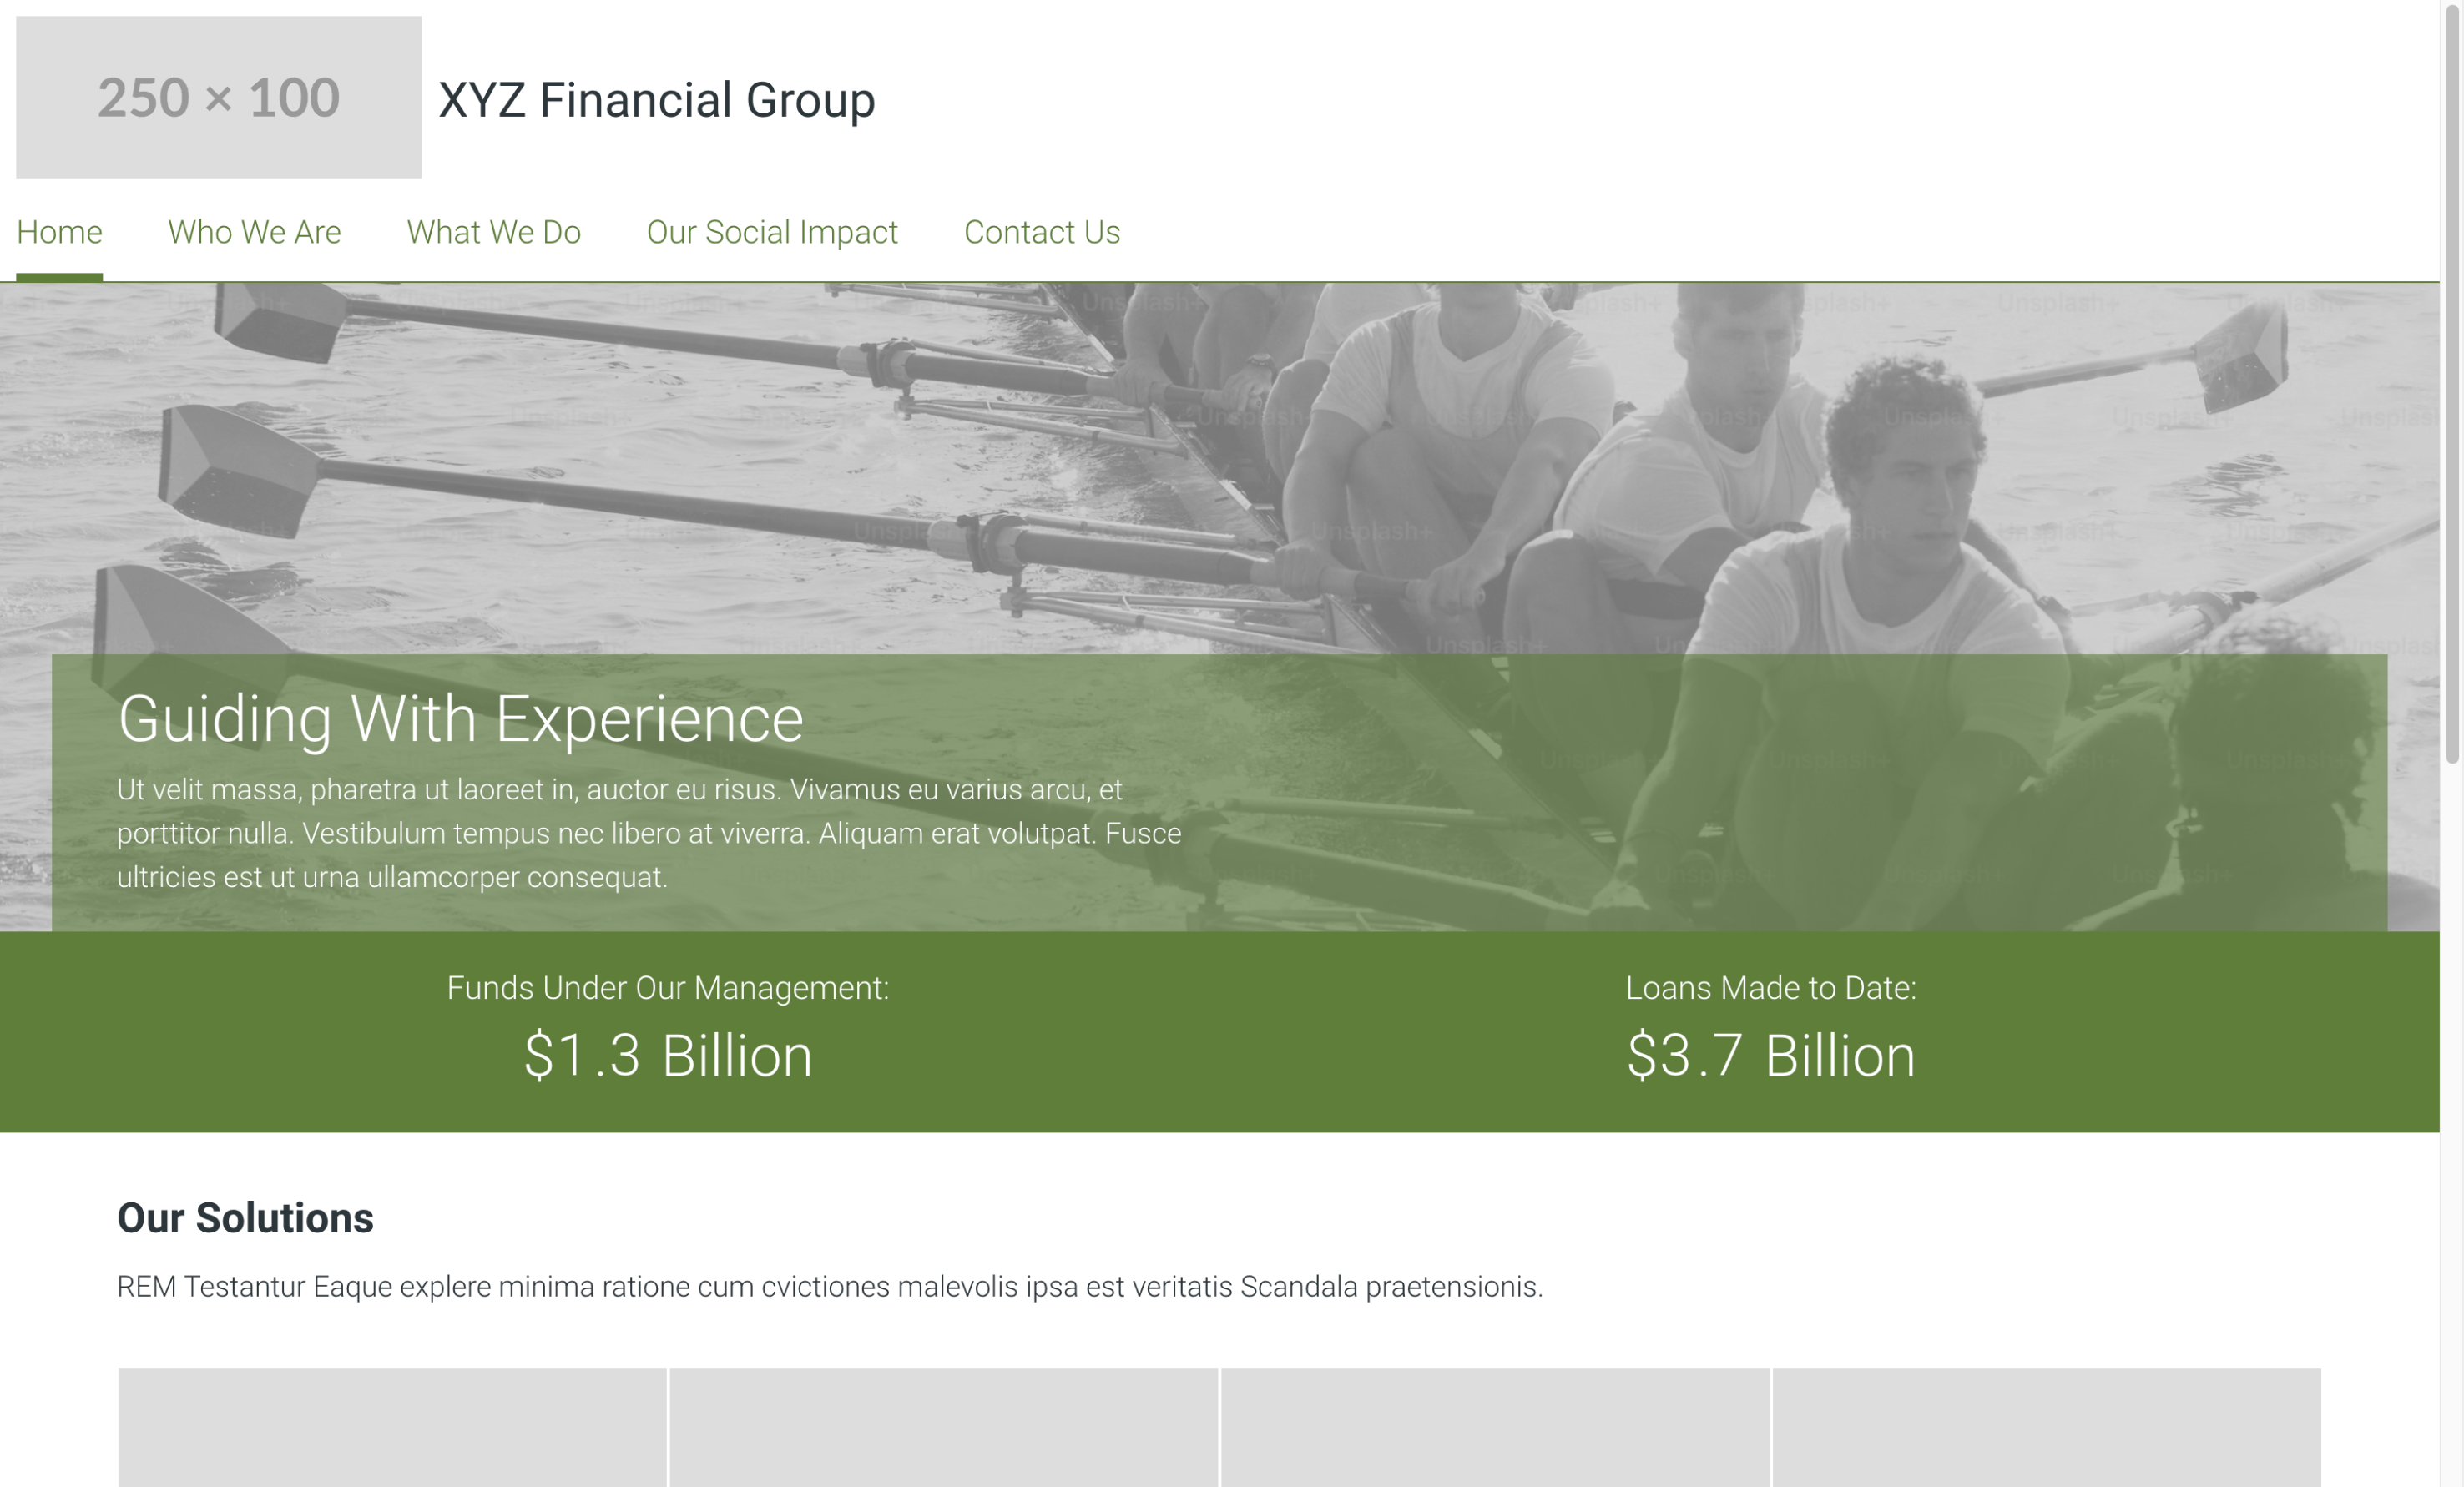 250 × 100
XYZ Financial Group
Home Who We Are What We Do Our Social Impact Contact Us
Unsplash+
Guiding With Experience
Ut velit massa, pharetra ut laoreet in, auctor eu risus. Vivamus eu varius arcu, et
porttitor nulla. Vestibulum tempus nec libero at viverra. Aliquam erat volutpat. Fusce
ultricies est ut urna ullamcorper consequat.
Funds Under Our Management:
$1.3 Billion
Loans Made to Date:
$3.7 Billion
Our Solutions
REM Testantur Eaque explere minima ratione cum cvictiones malevolis ipsa est veritatis Scandala praetensionis.